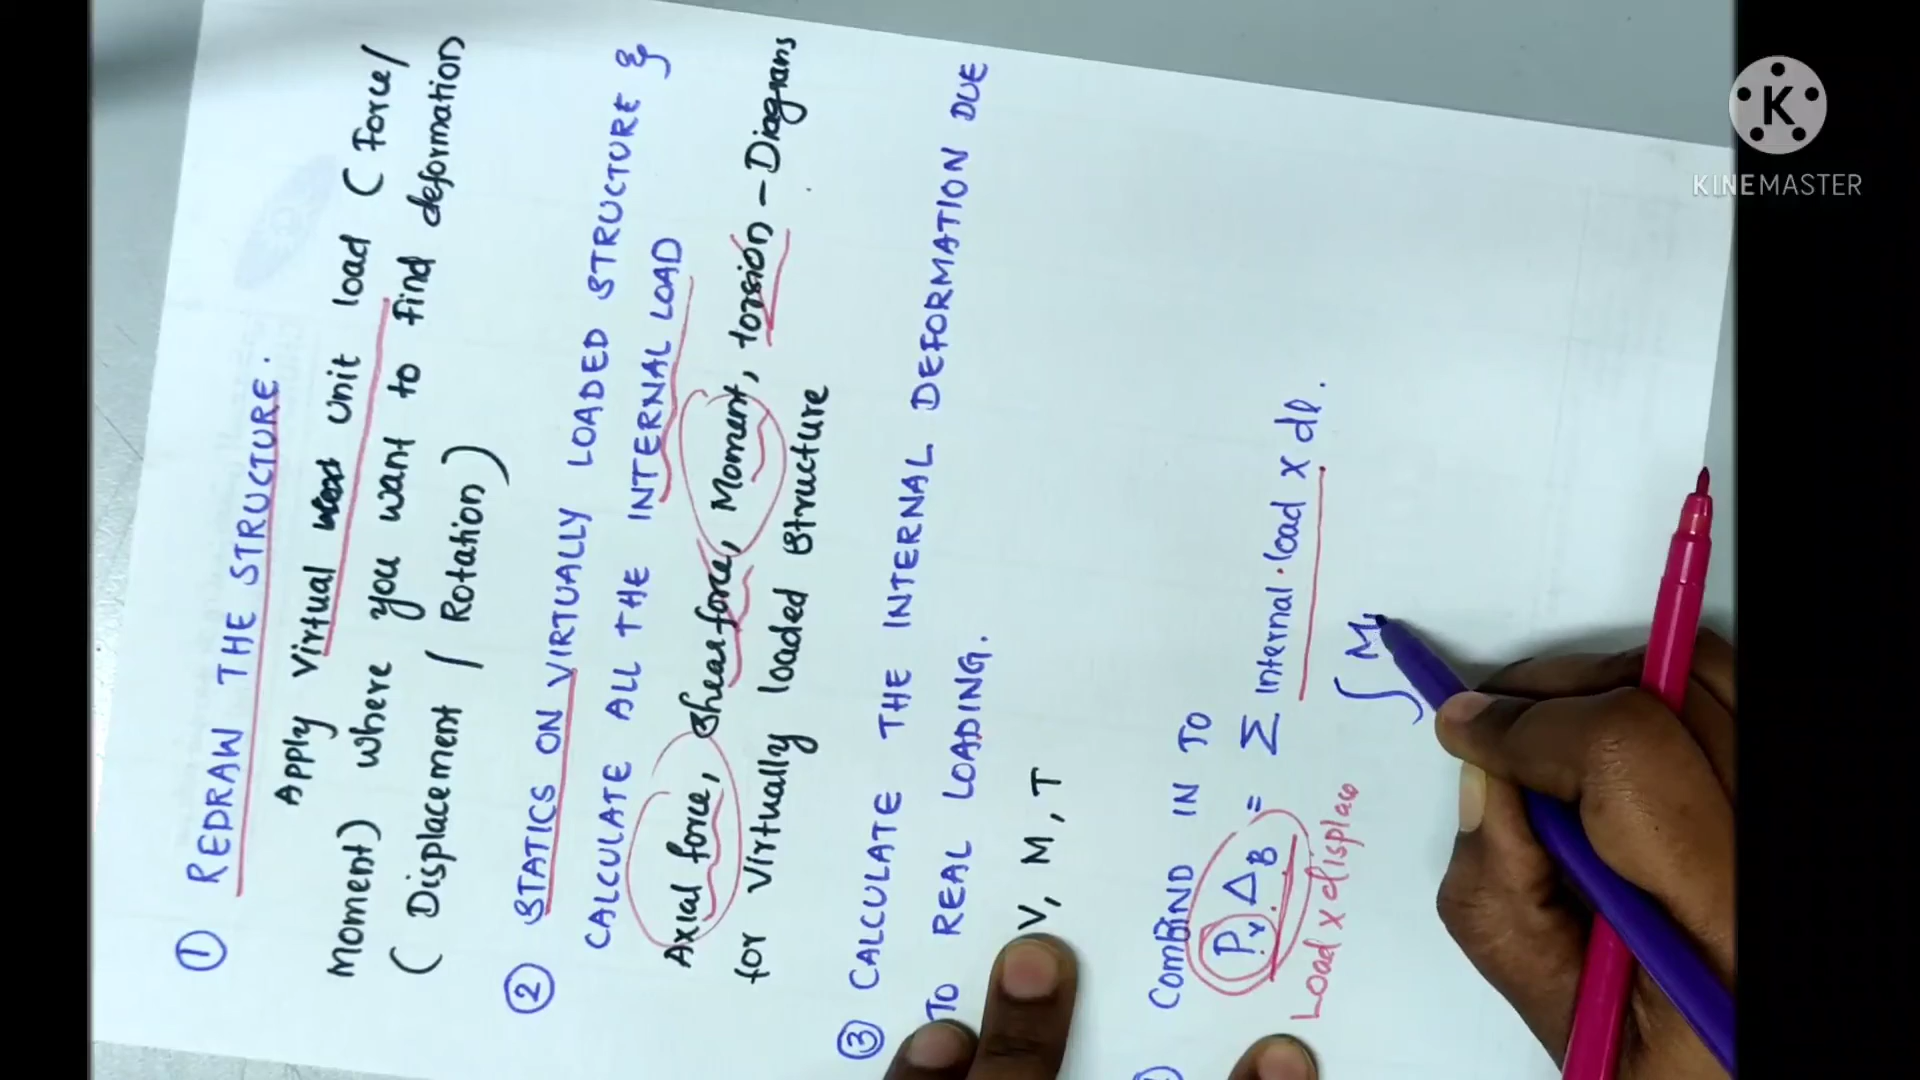 ① REDRAW THE STRUCTURE.
Apply Virtual unit load ( Force/
Moment) where you want to find deformation
( Displacement / Rotation )
② STATICS ON VIRTUALLY LOADED STRUCTURE &
CALCULATE ALL THE INTERNAL LOAD
Axial force, Shear force, Moment, torsion - Diagrams
for virtually loaded structure
③ CALCULATE THE INTERNAL DEFORMATION DUE
TO REAL LOADING.
V, M, T
COMBIND IN TO
Pv ΔB = Σ internal. load x dl.
Load x displac
∫ M
KINEMASTER